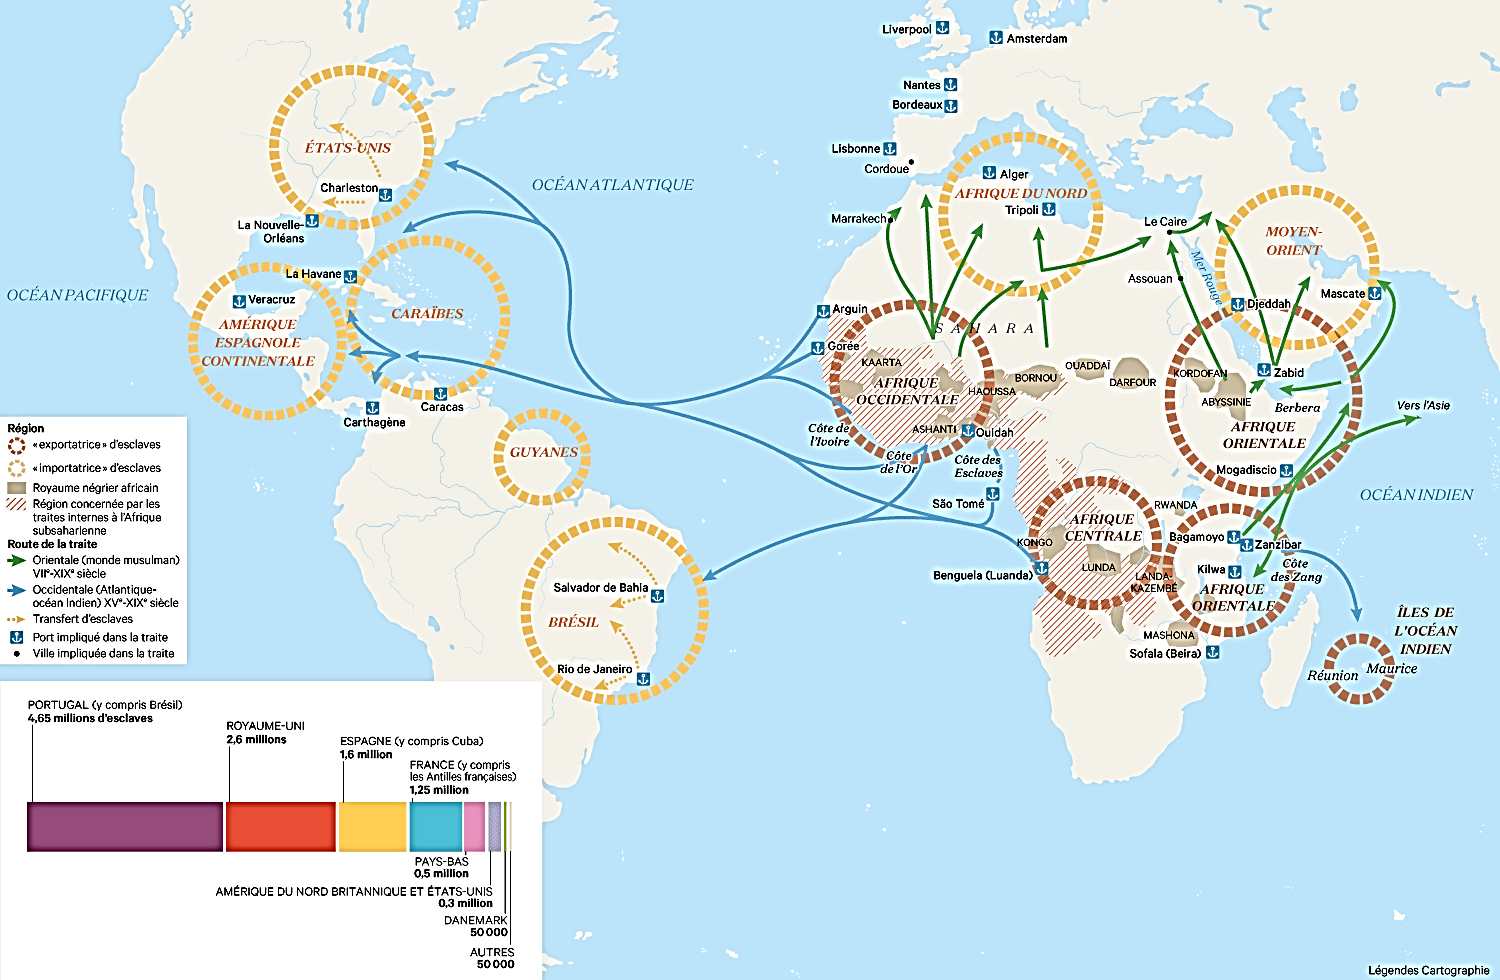 Liverpool
Amsterdam
Nantes
Bordeaux
Lisbonne
Cordoue
OCÉAN ATLANTIQUE
OCÉAN PACIFIQUE
ÉTATS-UNIS
Charleston
La Nouvelle-
Orléans
La Havane
Veracruz
AMÉRIQUE
ESPAGNOLE
CONTINENTALE
CARAÏBES
Caracas
Carthagène
GUYANES
Salvador de Bahia
BRÉSIL
Rio de Janeiro
Alger
AFRIQUE DU NORD
Tripoli
Marrakech
Le Caire
Assouan
Mer Rouge
MOYEN-
ORIENT
Mascate
Djeddah
Arguin
Gorée
SAHARA
KAARTA
AFRIQUE
OCCIDENTALE
HAOUSSA
BORNOU
OUADDAÏ
DARFOUR
KORDOFAN
ABYSSINIE
Zabid
Berbera
AFRIQUE
ORIENTALE
Mogadiscio
Vers l'Asie
ASHANTI
Ouidah
Côte de
l'Ivoire
Côte
de l'Or
Côte des
Esclaves
São Tomé
OCÉAN INDIEN
AFRIQUE
CENTRALE
RWANDA
KONGO
LUNDA
LANDA-
KAZEMBÉ
Benguela (Luanda)
Bagamoyo
Zanzibar
Kilwa
Côte
des Zang
AFRIQUE
ORIENTALE
MASHONA
Sofala (Beira)
ÎLES DE
L'OCÉAN
INDIEN
Réunion
Maurice
Région
« exportatrice » d'esclaves
« importatrice » d'esclaves
Royaume négrier africain
Région concernée par les
traites internes à l'Afrique
subsaharienne
Route de la traite
Orientale (monde musulman)
VIIᵉ-XIXᵉ siècle
Occidentale (Atlantique-
océan Indien) XVᵉ-XIXᵉ siècle
Transfert d'esclaves
Port impliqué dans la traite
Ville impliquée dans la traite
PORTUGAL (y compris Brésil)
4,65 millions d'esclaves
ROYAUME-UNI
2,6 millions
ESPAGNE (y compris Cuba)
1,6 million
FRANCE (y compris
les Antilles françaises)
1,25 million
PAYS-BAS
0,5 million
AMÉRIQUE DU NORD BRITANNIQUE ET ÉTATS-UNIS
0,3 million
DANEMARK
50 000
AUTRES
50 000
Légendes Cartographie